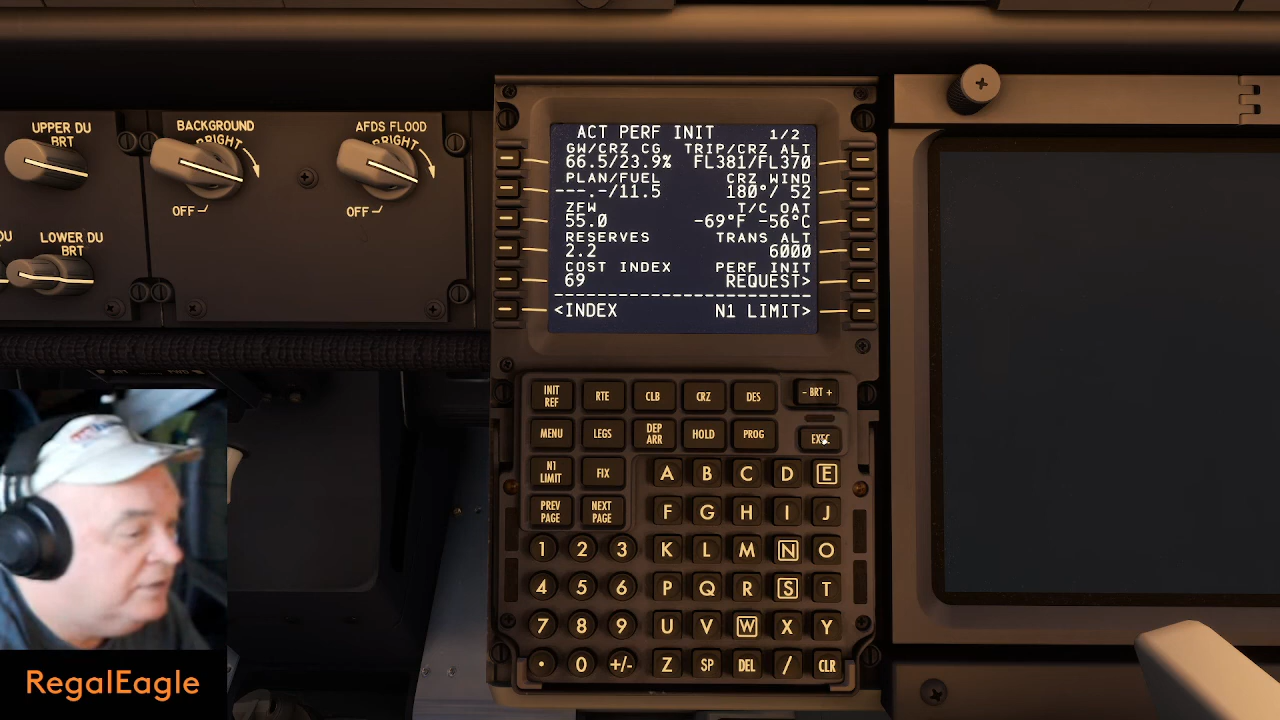 UPPER DU
BRT
BACKGROUND
BRIGHT
OFF
AFDS FLOOD
BRIGHT
OFF
DU
LOWER DU
BRT
ACT PERF INIT 1/2
GW/CRZ CG TRIP/CRZ ALT
66.5/23.9% FL381/FL370
PLAN/FUEL CRZ WIND
---.-/11.5 180°/ 52
ZFW T/C OAT
55.0 -69°F -56°C
RESERVES TRANS ALT
2.2 6000
COST INDEX PERF INIT
69 REQUEST>
--------------------------
<INDEX N1 LIMIT>
INIT REF RTE CLB CRZ DES - BRT +
MENU LEGS DEP ARR HOLD PROG EXEC
N1 LIMIT FIX A B C D E
PREV PAGE NEXT PAGE F G H I J
1 2 3 K L M N O
4 5 6 P Q R S T
7 8 9 U V W X Y
. 0 +/- Z SP DEL / CLR
RegalEagle